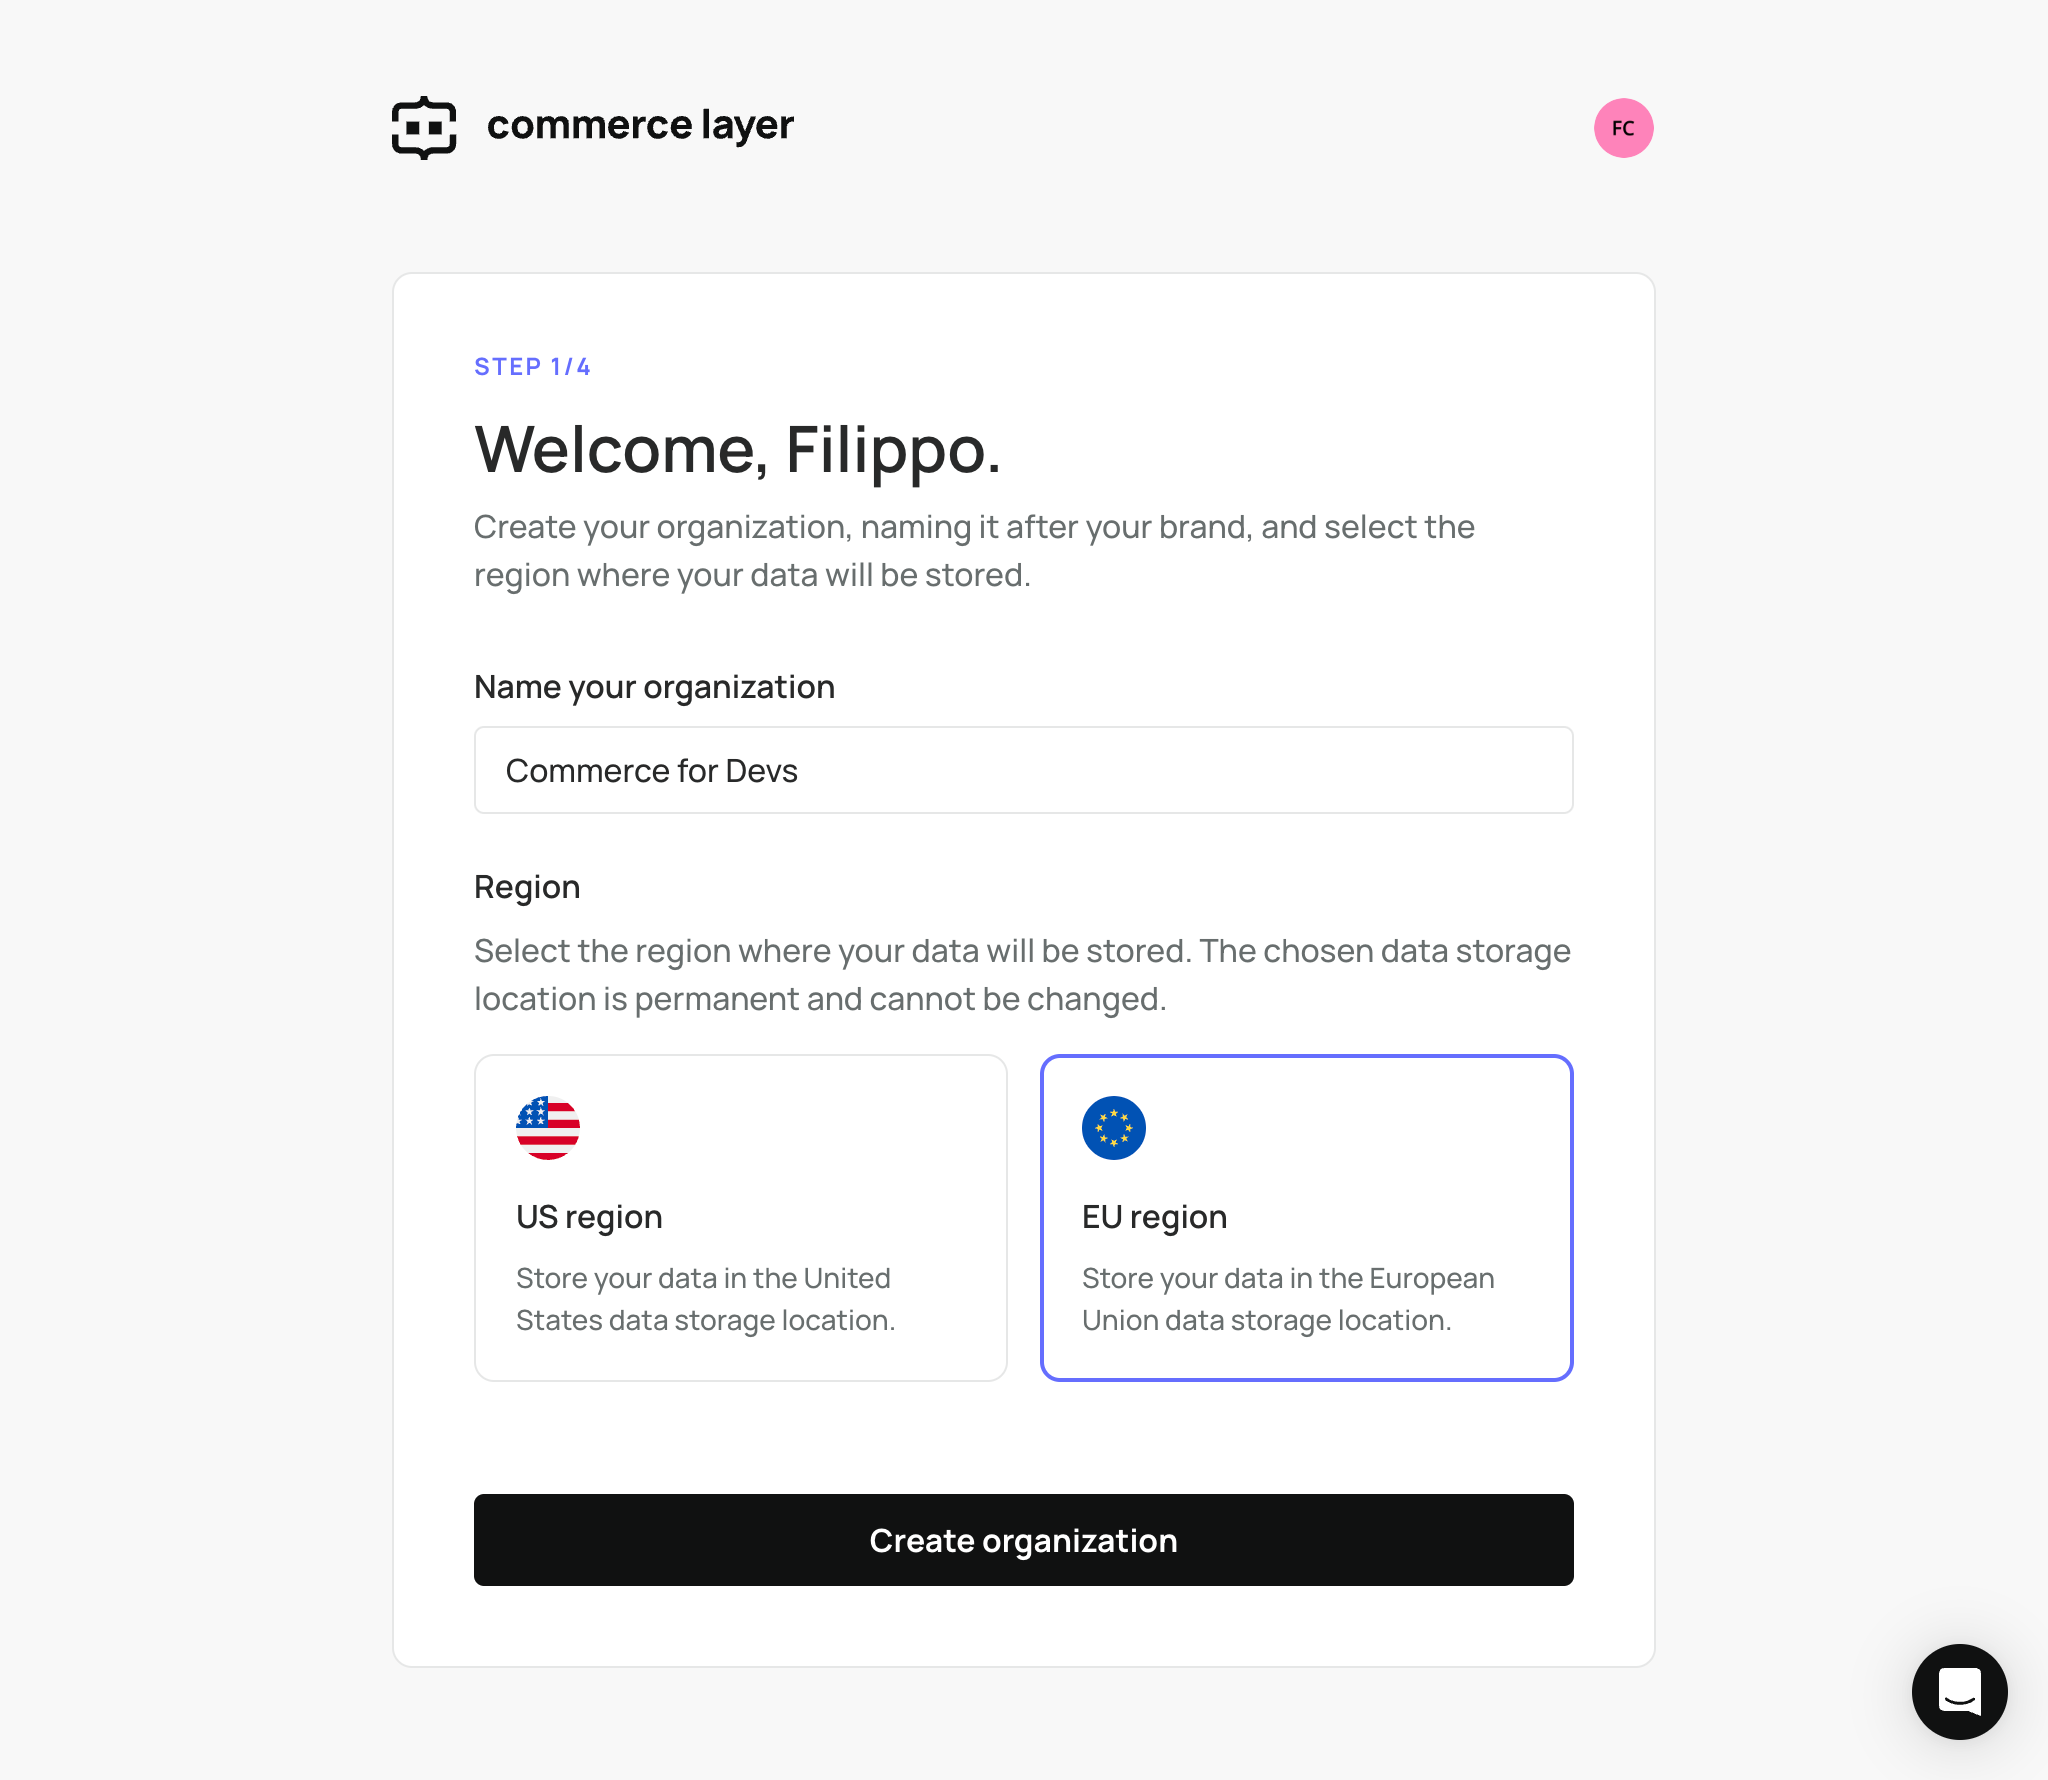 commerce layer
FC
STEP 1/4
Welcome, Filippo.
Create your organization, naming it after your brand, and select the
region where your data will be stored.
Name your organization
Commerce for Devs
Region
Select the region where your data will be stored. The chosen data storage
location is permanent and cannot be changed.
US region
Store your data in the United
States data storage location.
EU region
Store your data in the European
Union data storage location.
Create organization